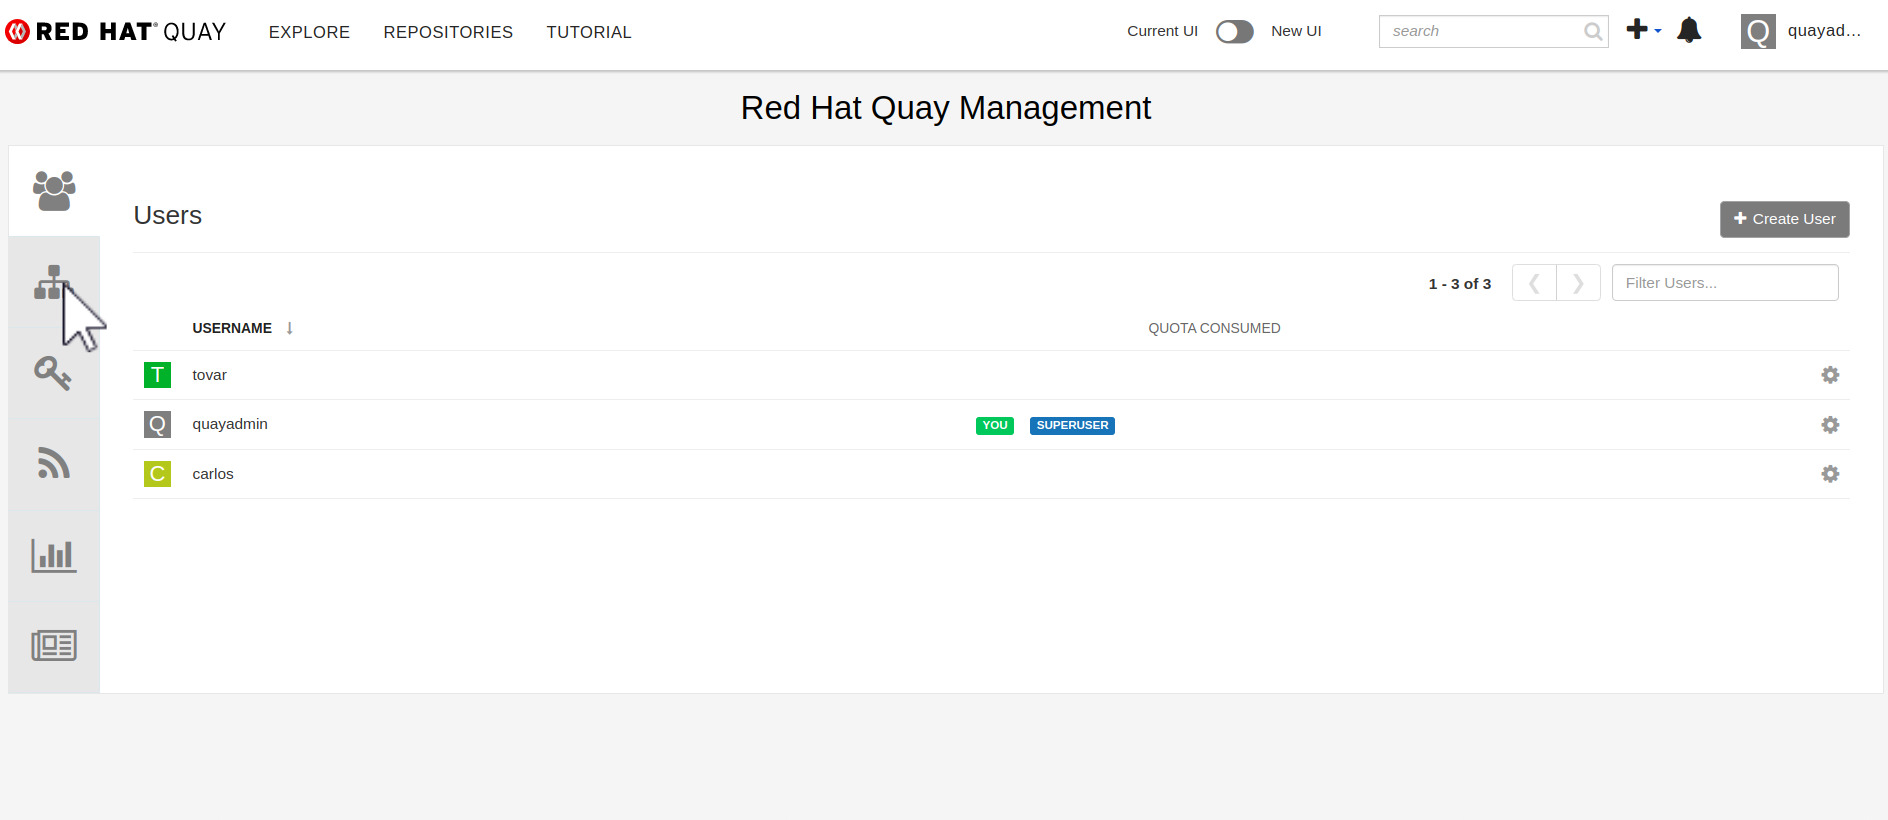 RED HAT® QUAY EXPLORE REPOSITORIES TUTORIAL Current UI New UI search Q quayad...
Red Hat Quay Management
Users
+ Create User
1 - 3 of 3 Filter Users...
USERNAME ↓ QUOTA CONSUMED
T tovar
Q quayadmin YOU SUPERUSER
C carlos